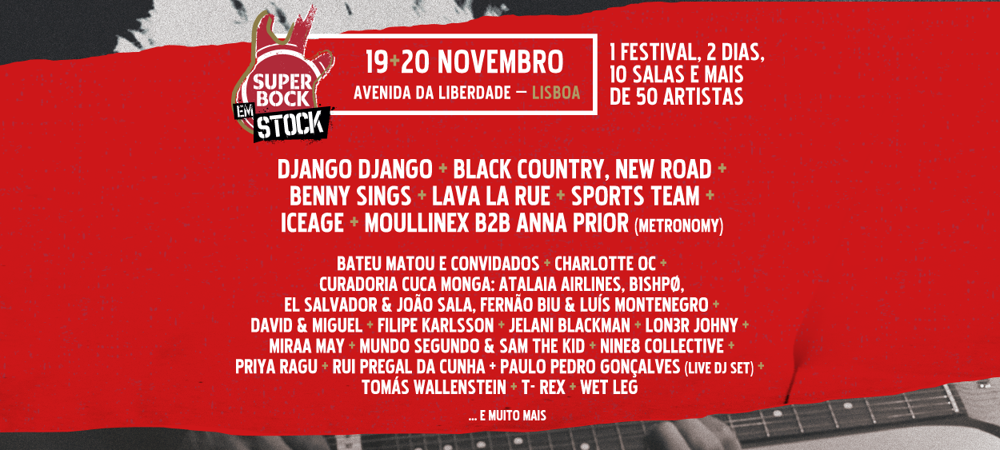 SUPER
BOCK
EM
STOCK
19+20 NOVEMBRO
AVENIDA DA LIBERDADE – LISBOA
1 FESTIVAL, 2 DIAS,
10 SALAS E MAIS
DE 50 ARTISTAS
DJANGO DJANGO + BLACK COUNTRY, NEW ROAD +
BENNY SINGS + LAVA LA RUE + SPORTS TEAM +
ICEAGE + MOULLINEX B2B ANNA PRIOR (METRONOMY)
BATEU MATOU E CONVIDADOS + CHARLOTTE OC +
CURADORIA CUCA MONGA: ATALAIA AIRLINES, BISHPØ,
EL SALVADOR & JOÃO SALA, FERNÃO BIU & LUÍS MONTENEGRO +
DAVID & MIGUEL + FILIPE KARLSSON + JELANI BLACKMAN + LON3R JOHNY +
MIRAA MAY + MUNDO SEGUNDO & SAM THE KID + NINE8 COLLECTIVE +
PRIYA RAGU + RUI PREGAL DA CUNHA + PAULO PEDRO GONÇALVES (LIVE DJ SET) +
TOMÁS WALLENSTEIN + T- REX + WET LEG
... E MUITO MAIS